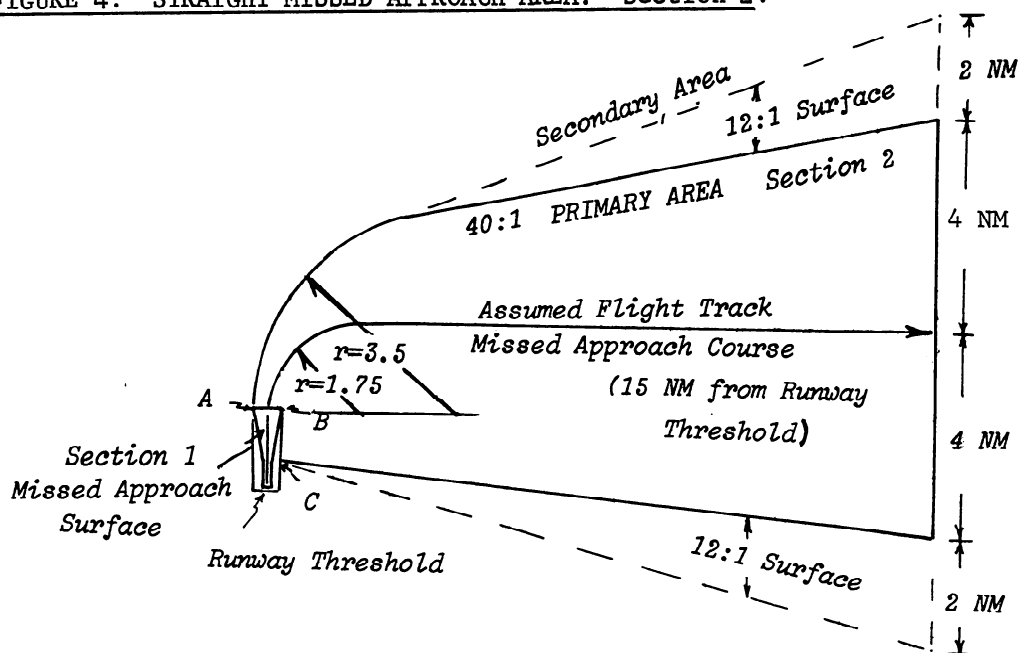 FIGURE 4. STRAIGHT MISSED APPROACH AREA. Section 2.
2 NM
Secondary Area
12:1 Surface
Section 2
40:1 PRIMARY AREA
4 NM
Assumed Flight Track
Missed Approach Course
r=3.5
r=1.75
(15 NM from Runway
Threshold)
A
B
4 NM
Section 1
Missed Approach
Surface
C
Runway Threshold
12:1 Surface
2 NM